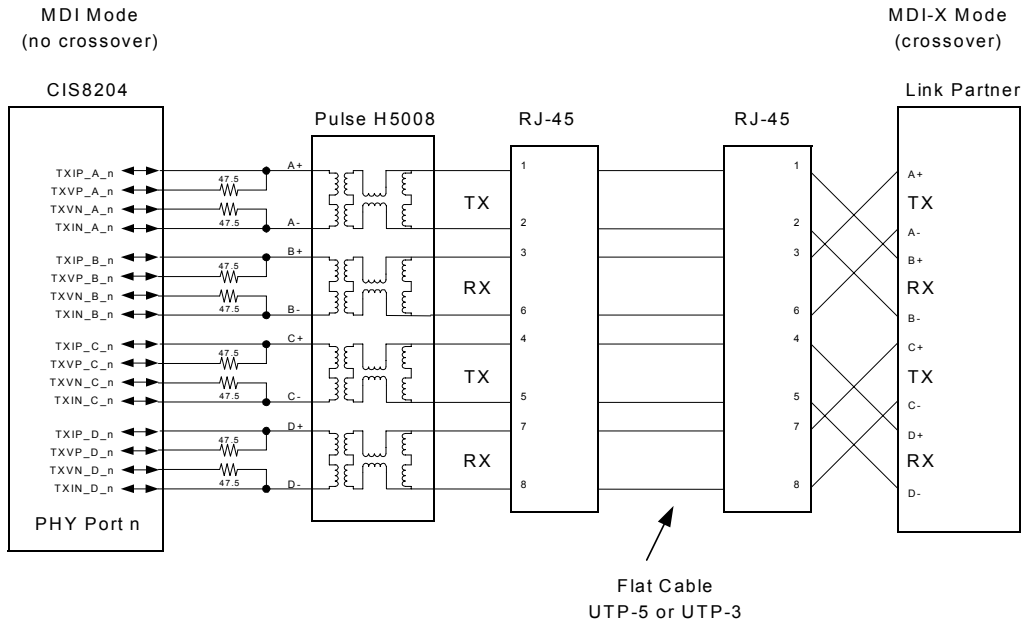 MDI Mode
(no crossover)
MDI-X Mode
(crossover)
CIS8204
Link Partner
Pulse H5008
RJ-45
RJ-45
TXIP_A_n
TXVP_A_n
TXVN_A_n
TXIN_A_n
47.5
47.5
A+
A-
TXIP_B_n
TXVP_B_n
TXVN_B_n
TXIN_B_n
47.5
47.5
B+
B-
TXIP_C_n
TXVP_C_n
TXVN_C_n
TXIN_C_n
47.5
47.5
C+
C-
TXIP_D_n
TXVP_D_n
TXVN_D_n
TXIN_D_n
47.5
47.5
D+
D-
PHY Port n
TX
RX
TX
RX
1
2
3
6
4
5
7
8
1
2
3
6
4
5
7
8
A+
TX
A-
B+
RX
B-
C+
TX
C-
D+
RX
D-
Flat Cable
UTP-5 or UTP-3